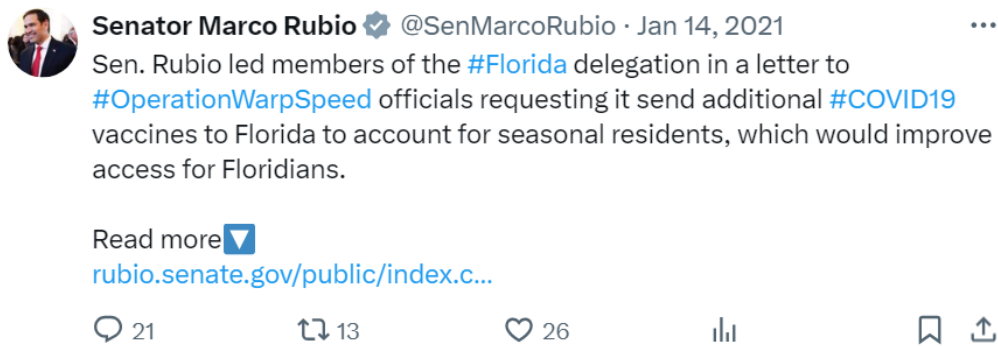 Senator Marco Rubio @SenMarcoRubio · Jan 14, 2021
Sen. Rubio led members of the #Florida delegation in a letter to
#OperationWarpSpeed officials requesting it send additional #COVID19
vaccines to Florida to account for seasonal residents, which would improve
access for Floridians.
Read more
rubio.senate.gov/public/index.c...
21 13 26